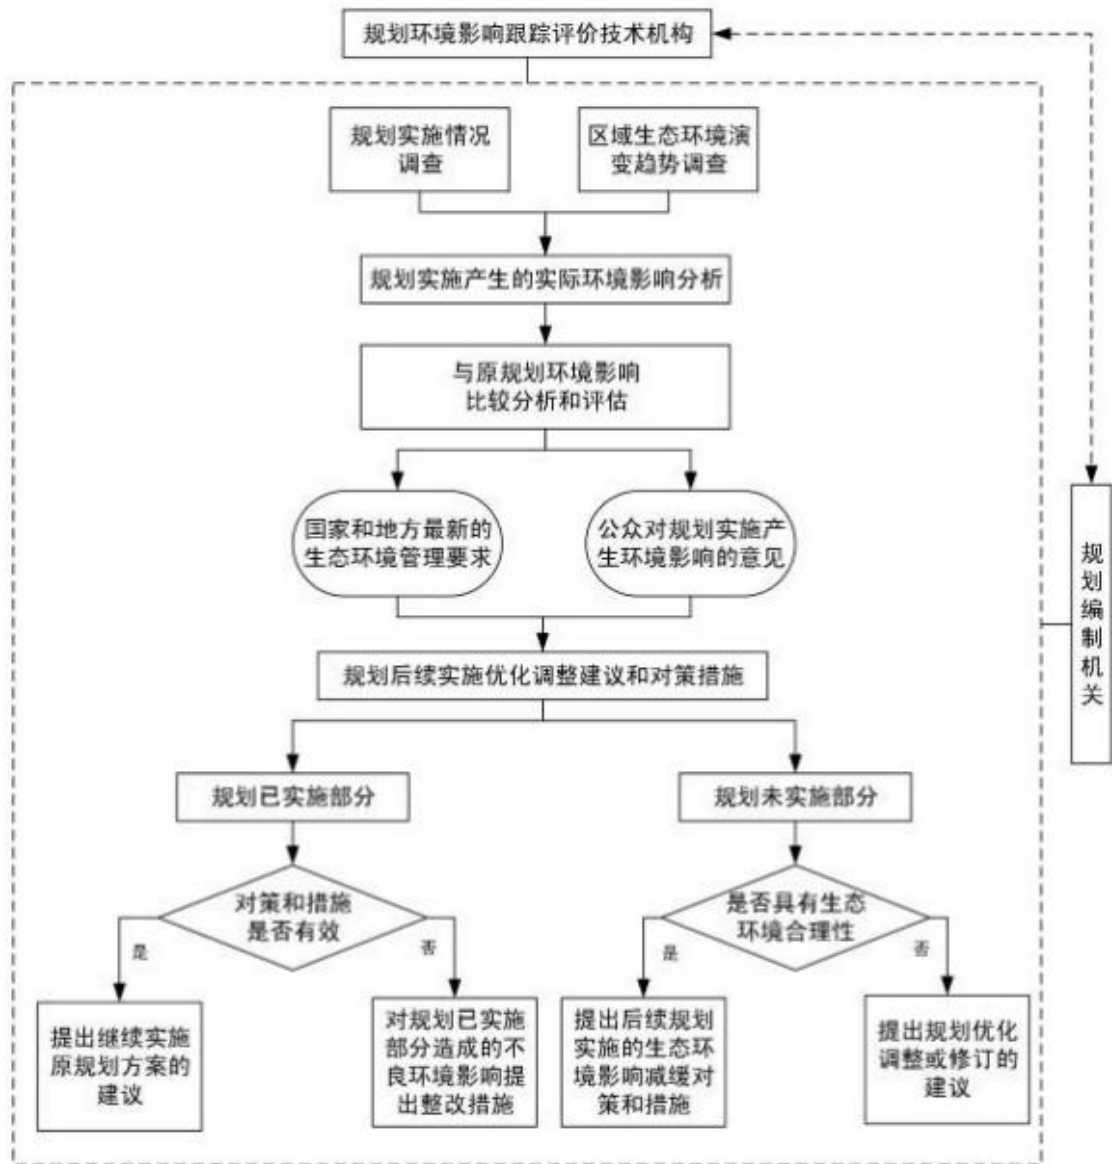 规划环境影响跟踪评价技术机构
规划实施情况
调查
区域生态环境演
变趋势调查
规划实施产生的实际环境影响分析
与原规划环境影响
比较分析和评估
国家和地方最新的
生态环境管理要求
公众对规划实施产
生环境影响的意见
规划编制机关
规划后续实施优化调整建议和对策措施
规划已实施部分
规划未实施部分
对策和措施
是否有效
是否具有生态
环境合理性
是
否
是
否
提出继续实施
原规划方案的
建议
对规划已实施
部分造成的不
良环境影响提
出整改措施
提出后续规划
实施的生态环
境影响减缓对
策和措施
提出规划优化
调整或修订的
建议